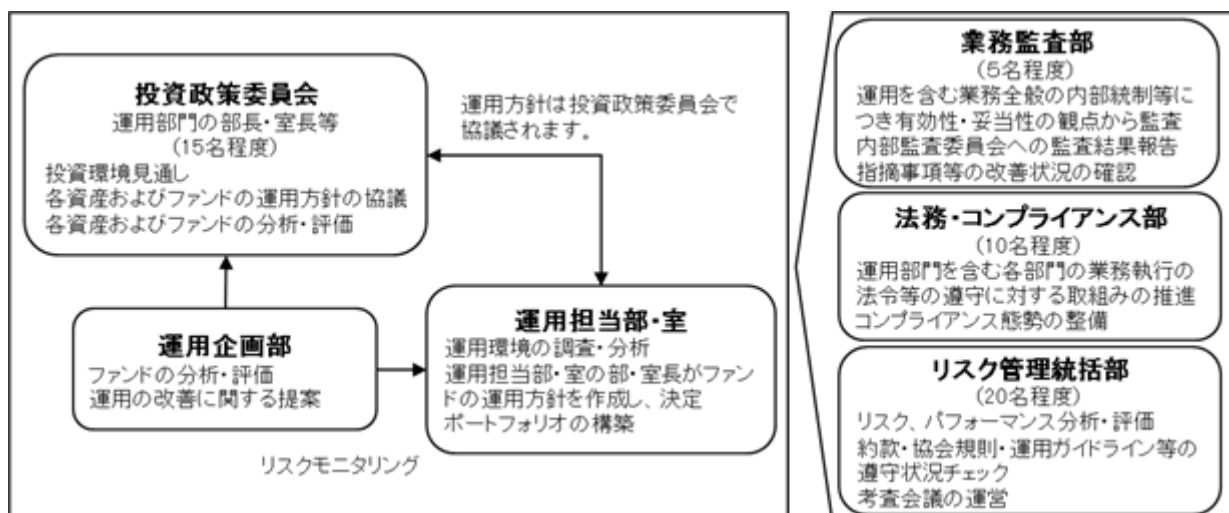 投資政策委員会
運用部門の部長・室長等
(15名程度)
投資環境見通し
各資産およびファンドの運用方針の協議
各資産およびファンドの分析・評価
運用方針は投資政策委員会で
協議されます。
運用企画部
ファンドの分析・評価
運用の改善に関する提案
運用担当部・室
運用環境の調査・分析
運用担当部・室の部・室長がファン
ドの運用方針を作成し、決定
ポートフォリオの構築
リスクモニタリング
業務監査部
(5名程度)
運用を含む業務全般の内部統制等に
つき有効性・妥当性の観点から監査
内部監査委員会への監査結果報告
指摘事項等の改善状況の確認
法務・コンプライアンス部
(10名程度)
運用部門を含む各部門の業務執行の
法令等の遵守に対する取組みの推進
コンプライアンス態勢の整備
リスク管理統括部
(20名程度)
リスク、パフォーマンス分析・評価
約款・協会規則・運用ガイドライン等の
遵守状況チェック
考査会議の運営